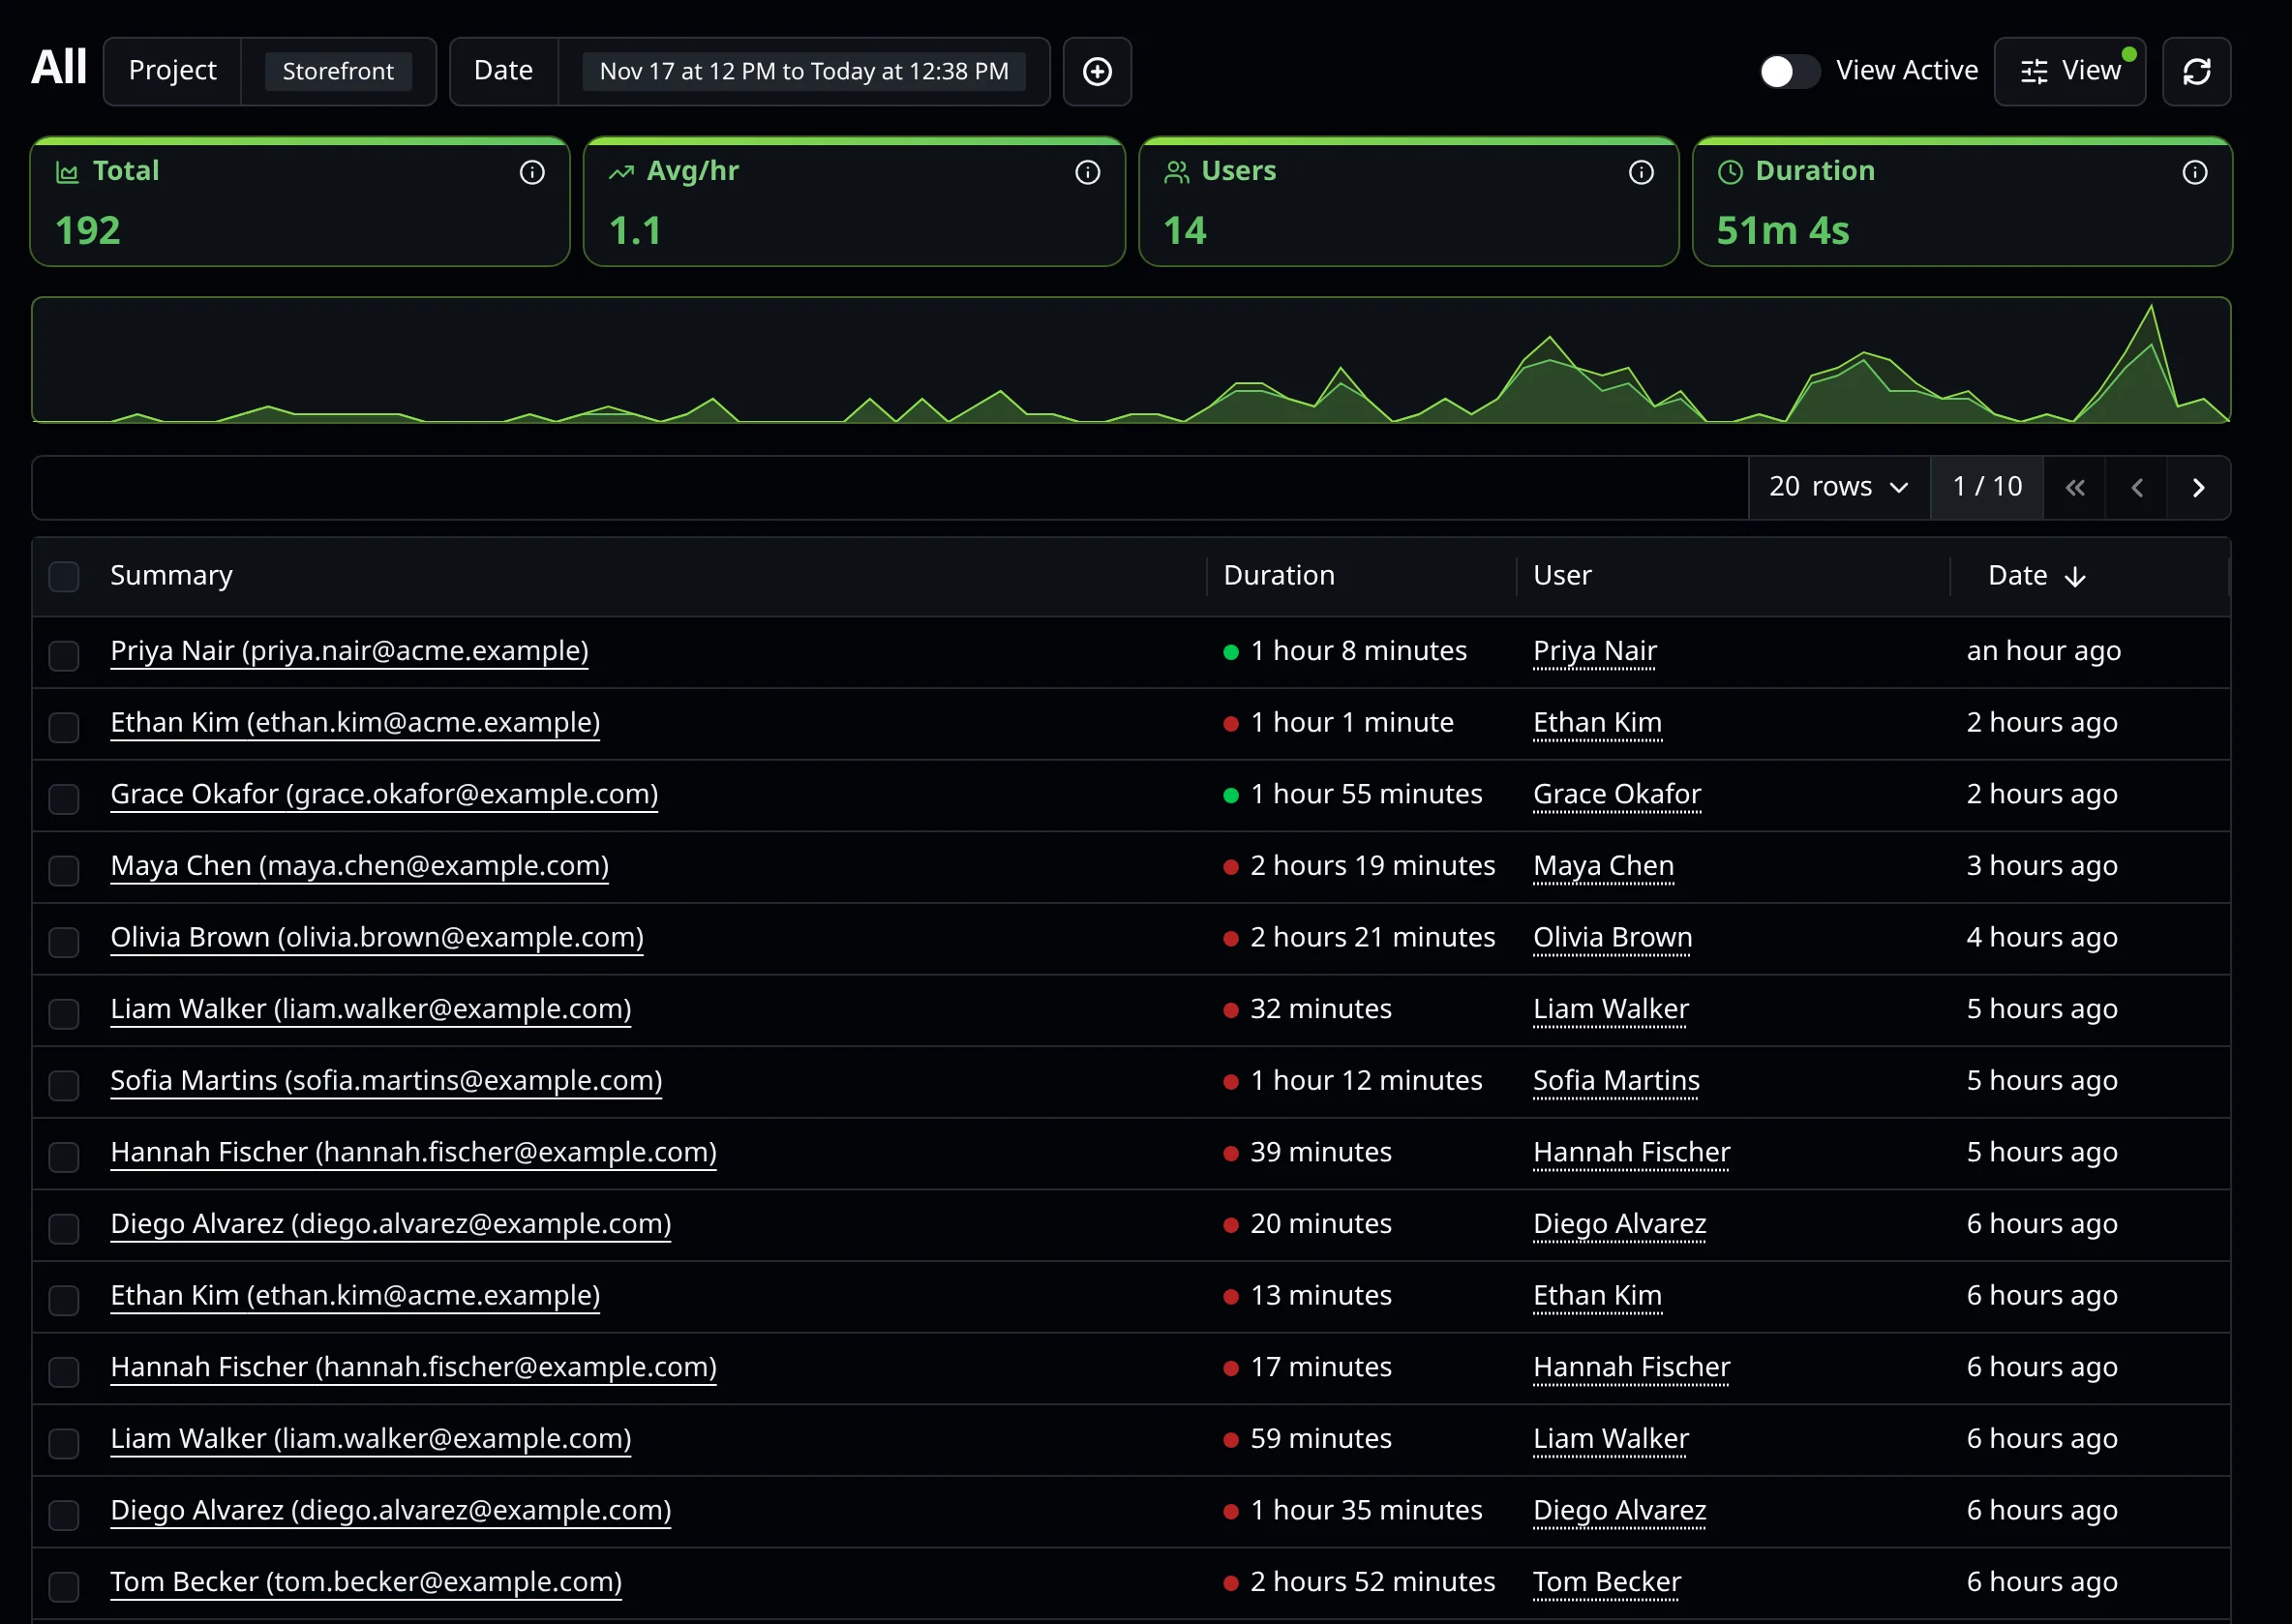 All Project Storefront Date Nov 17 at 12 PM to Today at 12:38 PM View Active View
Total Avg/hr Users Duration
192 1.1 14 51m 4s
20 rows 1 / 10
Summary Duration User Date
Priya Nair (priya.nair@acme.example) 1 hour 8 minutes Priya Nair an hour ago
Ethan Kim (ethan.kim@acme.example) 1 hour 1 minute Ethan Kim 2 hours ago
Grace Okafor (grace.okafor@example.com) 1 hour 55 minutes Grace Okafor 2 hours ago
Maya Chen (maya.chen@example.com) 2 hours 19 minutes Maya Chen 3 hours ago
Olivia Brown (olivia.brown@example.com) 2 hours 21 minutes Olivia Brown 4 hours ago
Liam Walker (liam.walker@example.com) 32 minutes Liam Walker 5 hours ago
Sofia Martins (sofia.martins@example.com) 1 hour 12 minutes Sofia Martins 5 hours ago
Hannah Fischer (hannah.fischer@example.com) 39 minutes Hannah Fischer 5 hours ago
Diego Alvarez (diego.alvarez@example.com) 20 minutes Diego Alvarez 6 hours ago
Ethan Kim (ethan.kim@acme.example) 13 minutes Ethan Kim 6 hours ago
Hannah Fischer (hannah.fischer@example.com) 17 minutes Hannah Fischer 6 hours ago
Liam Walker (liam.walker@example.com) 59 minutes Liam Walker 6 hours ago
Diego Alvarez (diego.alvarez@example.com) 1 hour 35 minutes Diego Alvarez 6 hours ago
Tom Becker (tom.becker@example.com) 2 hours 52 minutes Tom Becker 6 hours ago